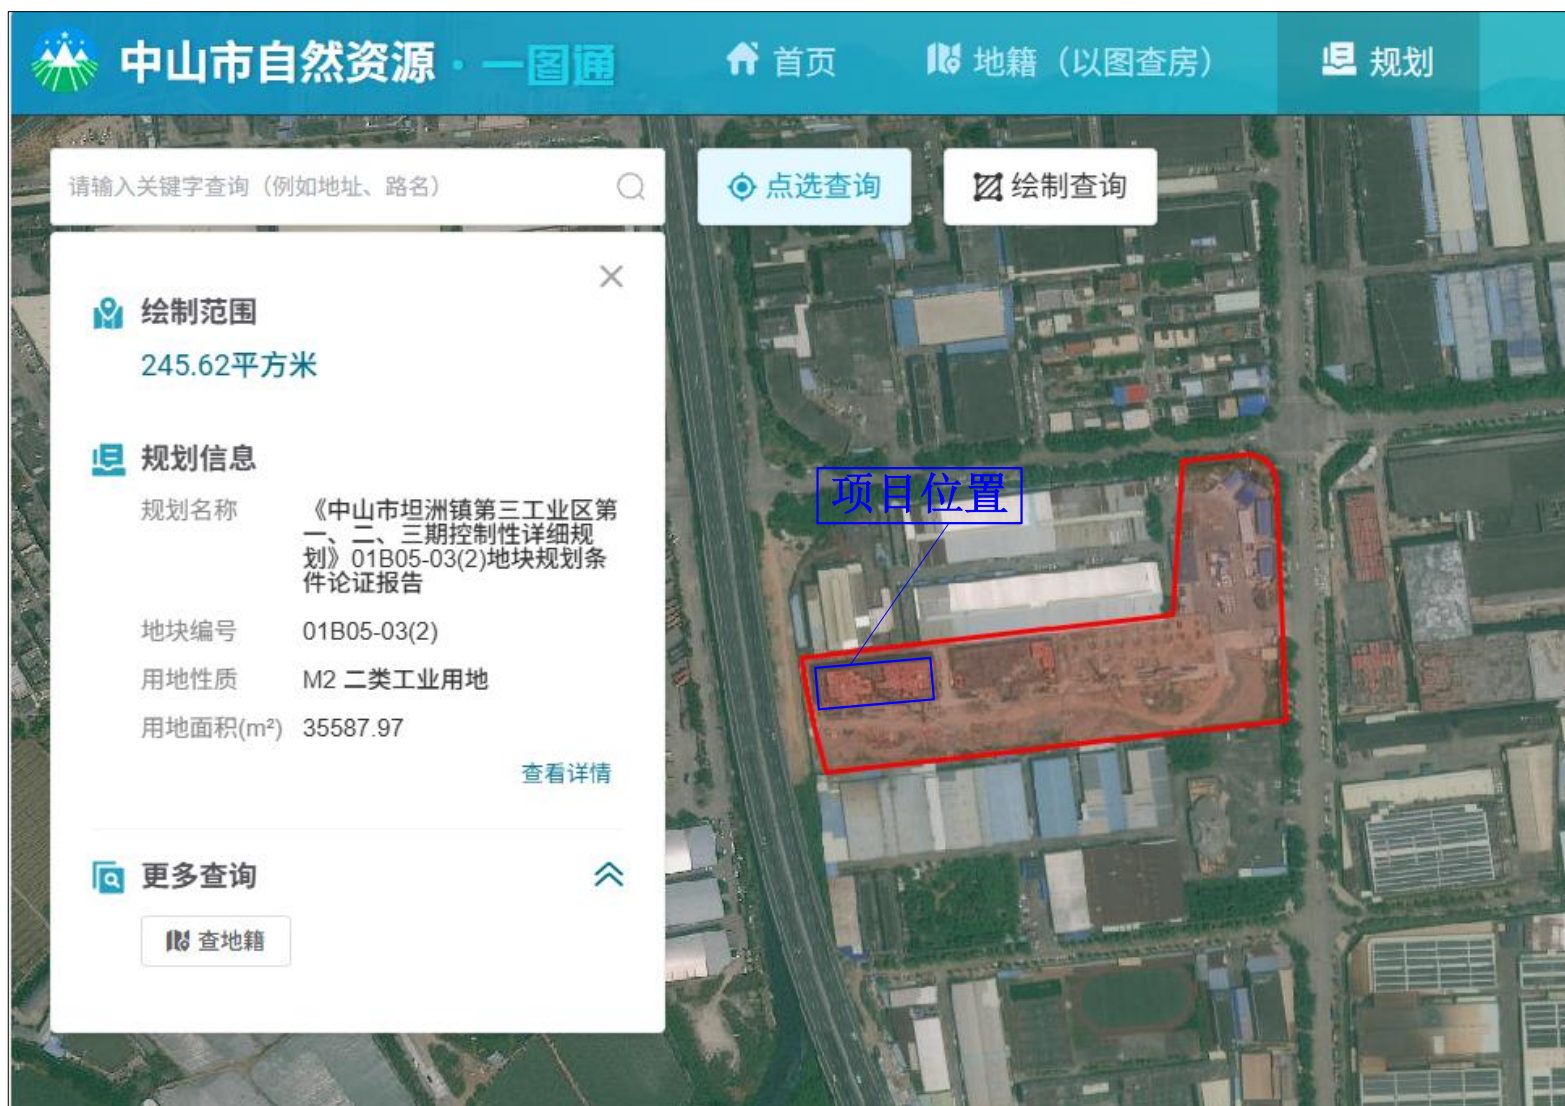 中山市自然资源·一图通
首页
地籍（以图查房）
规划
请输入关键字查询（例如地址、路名）
点选查询
绘制查询
绘制范围
245.62平方米
规划信息
规划名称
《中山市坦洲镇第三工业区第
一、二、三期控制性详细规
划》01B05-03(2)地块规划条
件论证报告
地块编号
01B05-03(2)
用地性质
M2 二类工业用地
用地面积(m²)
35587.97
查看详情
更多查询
查地籍
项目位置